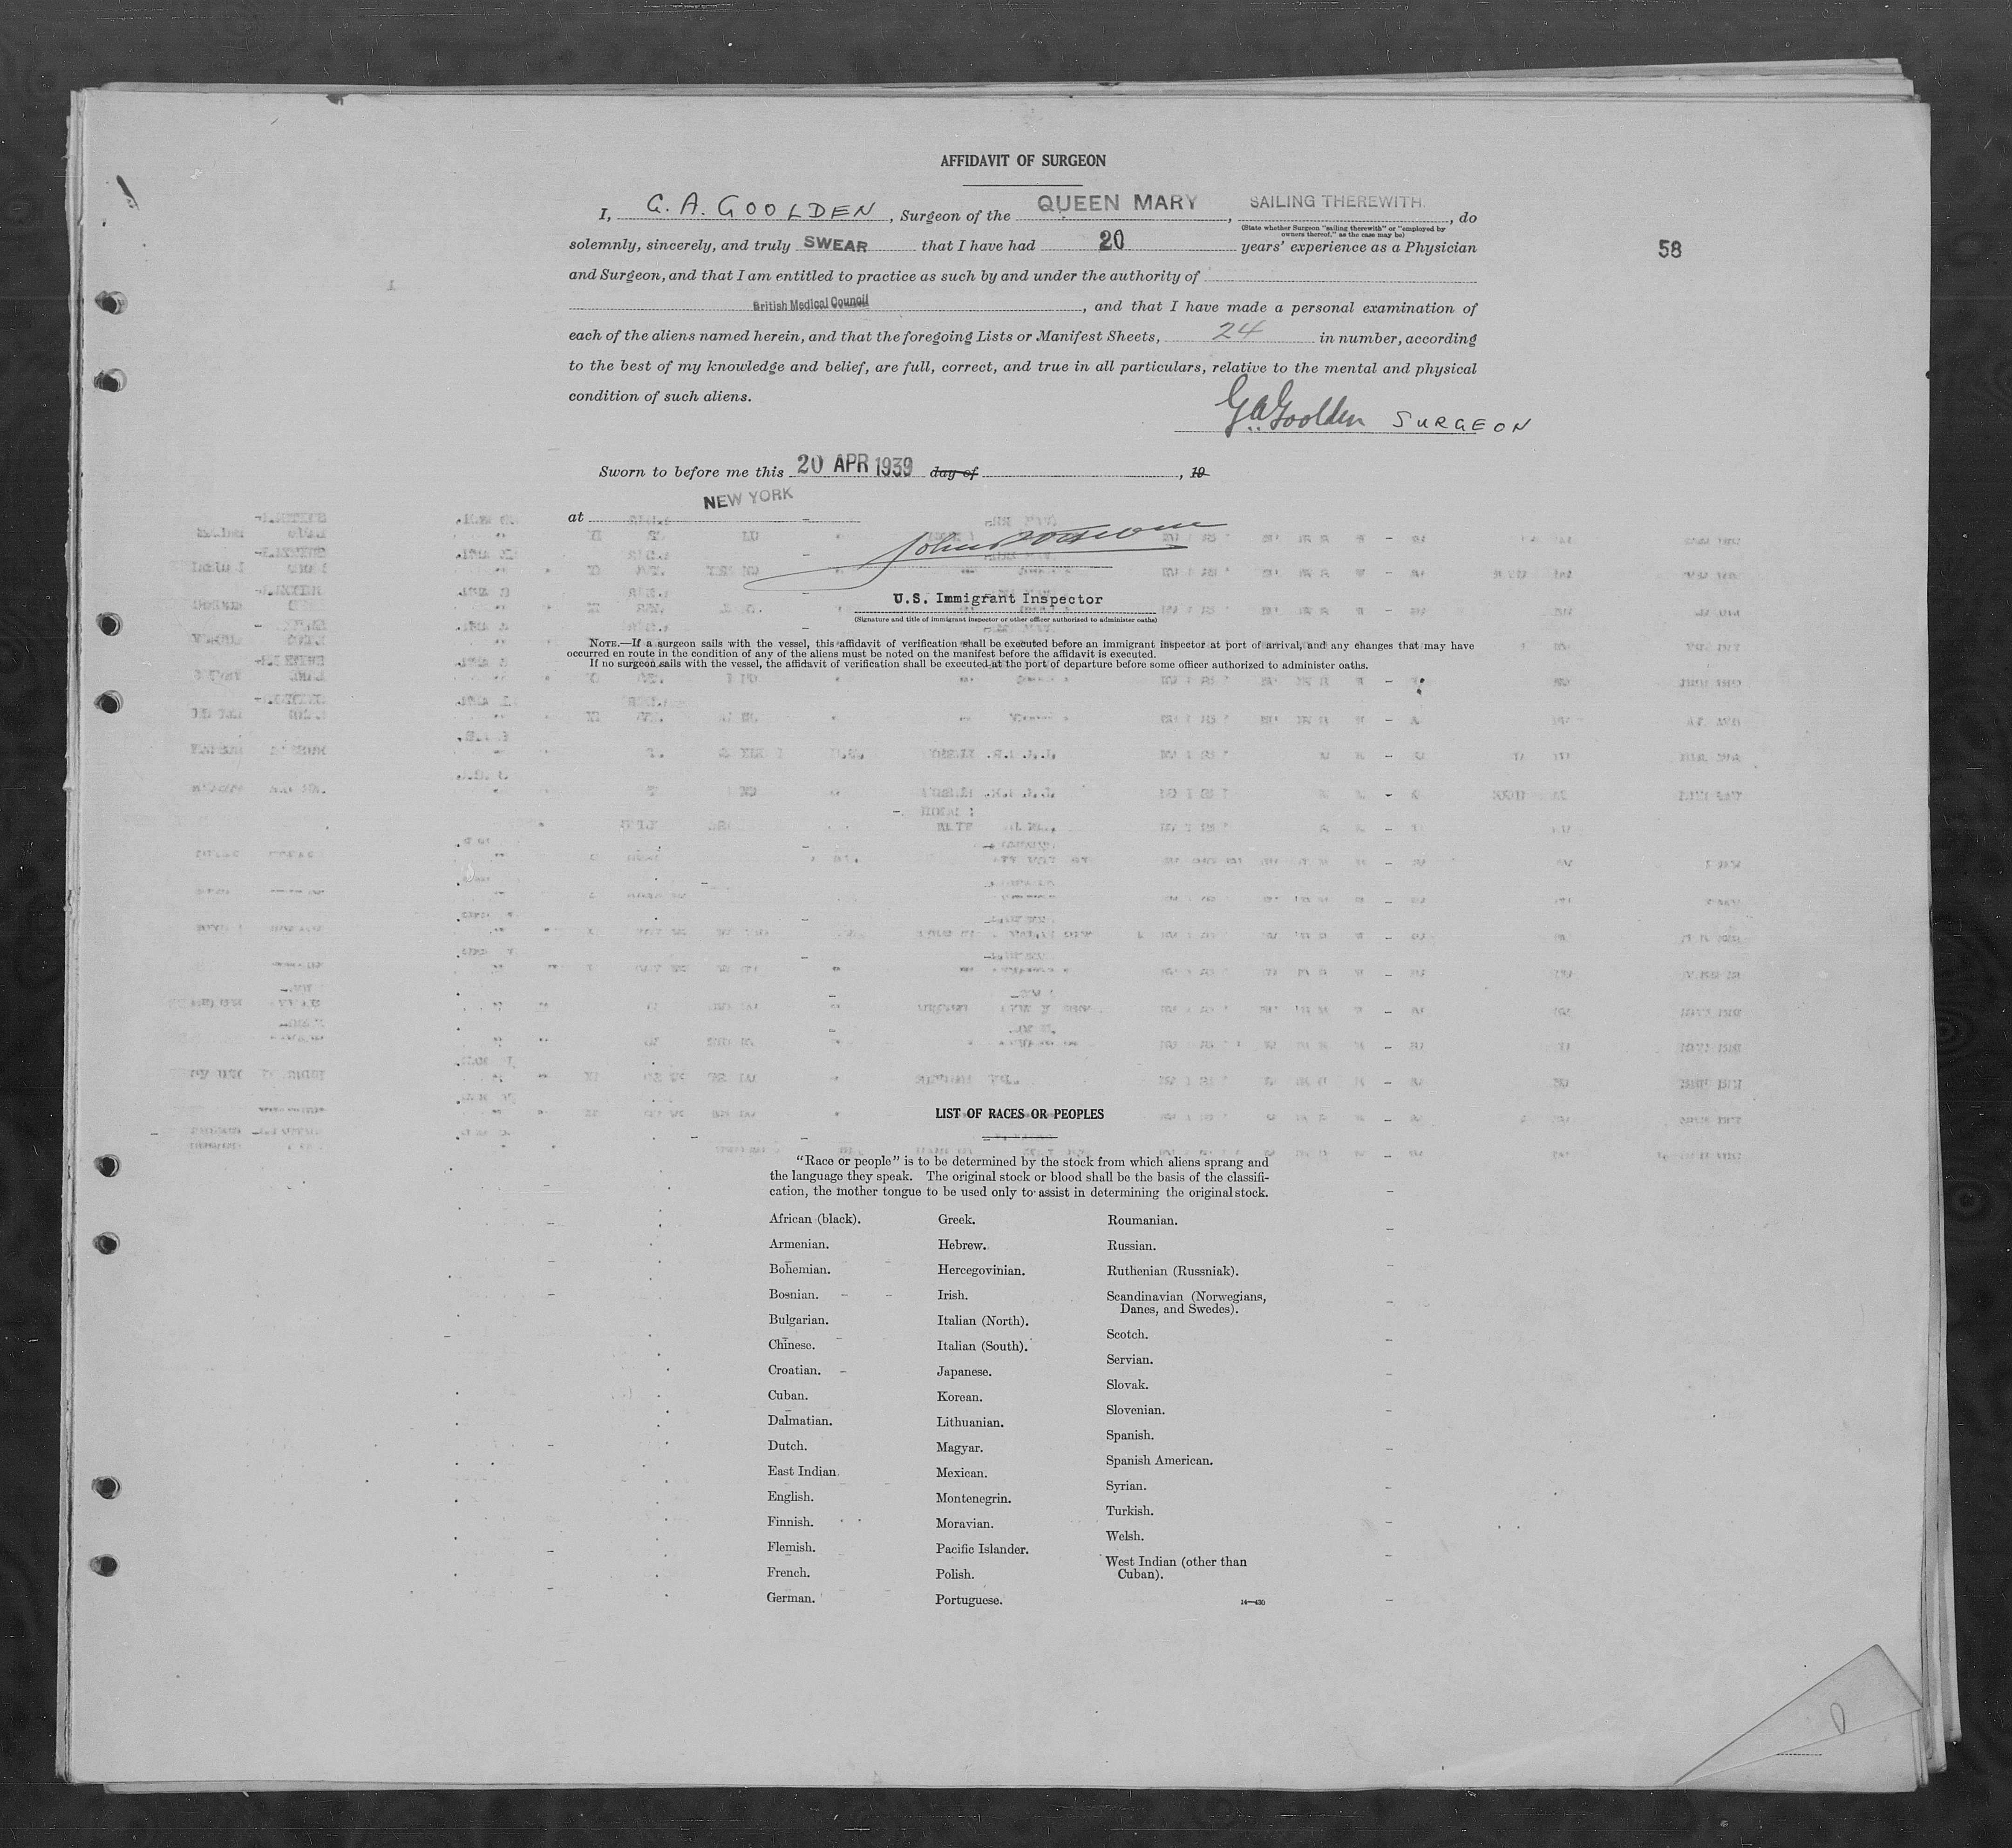 AFFIDAVIT OF SURGEON
I, G. A. GOOLDEN, Surgeon of the QUEEN MARY, SAILING THEREWITH., do
(State whether Surgeon "sailing therewith" or "employed by owners thereof," as the case may be)
solemnly, sincerely, and truly SWEAR that I have had 20 years' experience as a Physician
58
and Surgeon, and that I am entitled to practice as such by and under the authority of
British Medical Council, and that I have made a personal examination of
each of the aliens named herein, and that the foregoing Lists or Manifest Sheets, 24 in number, according
to the best of my knowledge and belief, are full, correct, and true in all particulars, relative to the mental and physical
condition of such aliens.
G A Goolden SURGEON
Sworn to before me this 20 APR 1939 day of , 19
at NEW YORK
U.S. Immigrant Inspector
(Signature and title of immigrant inspector or other officer authorized to administer oaths)
NOTE.—If a surgeon sails with the vessel, this affidavit of verification shall be executed before an immigrant inspector at port of arrival, and any changes that may have
occurred en route in the condition of any of the aliens must be noted on the manifest before the affidavit is executed.
If no surgeon sails with the vessel, the affidavit of verification shall be executed at the port of departure before some officer authorized to administer oaths.
LIST OF RACES OR PEOPLES
"Race or people" is to be determined by the stock from which aliens sprang and
the language they speak. The original stock or blood shall be the basis of the classifi-
cation, the mother tongue to be used only to assist in determining the original stock.
African (black).
Armenian.
Bohemian.
Bosnian.
Bulgarian.
Chinese.
Croatian.
Cuban.
Dalmatian.
Dutch.
East Indian.
English.
Finnish.
Flemish.
French.
German.
Greek.
Hebrew.
Hercegovinian.
Irish.
Italian (North).
Italian (South).
Japanese.
Korean.
Lithuanian.
Magyar.
Mexican.
Montenegrin.
Moravian.
Pacific Islander.
Polish.
Portuguese.
Roumanian.
Russian.
Ruthenian (Russniak).
Scandinavian (Norwegians,
Danes, and Swedes).
Scotch.
Servian.
Slovak.
Slovenian.
Spanish.
Spanish American.
Syrian.
Turkish.
Welsh.
West Indian (other than
Cuban).
14—430